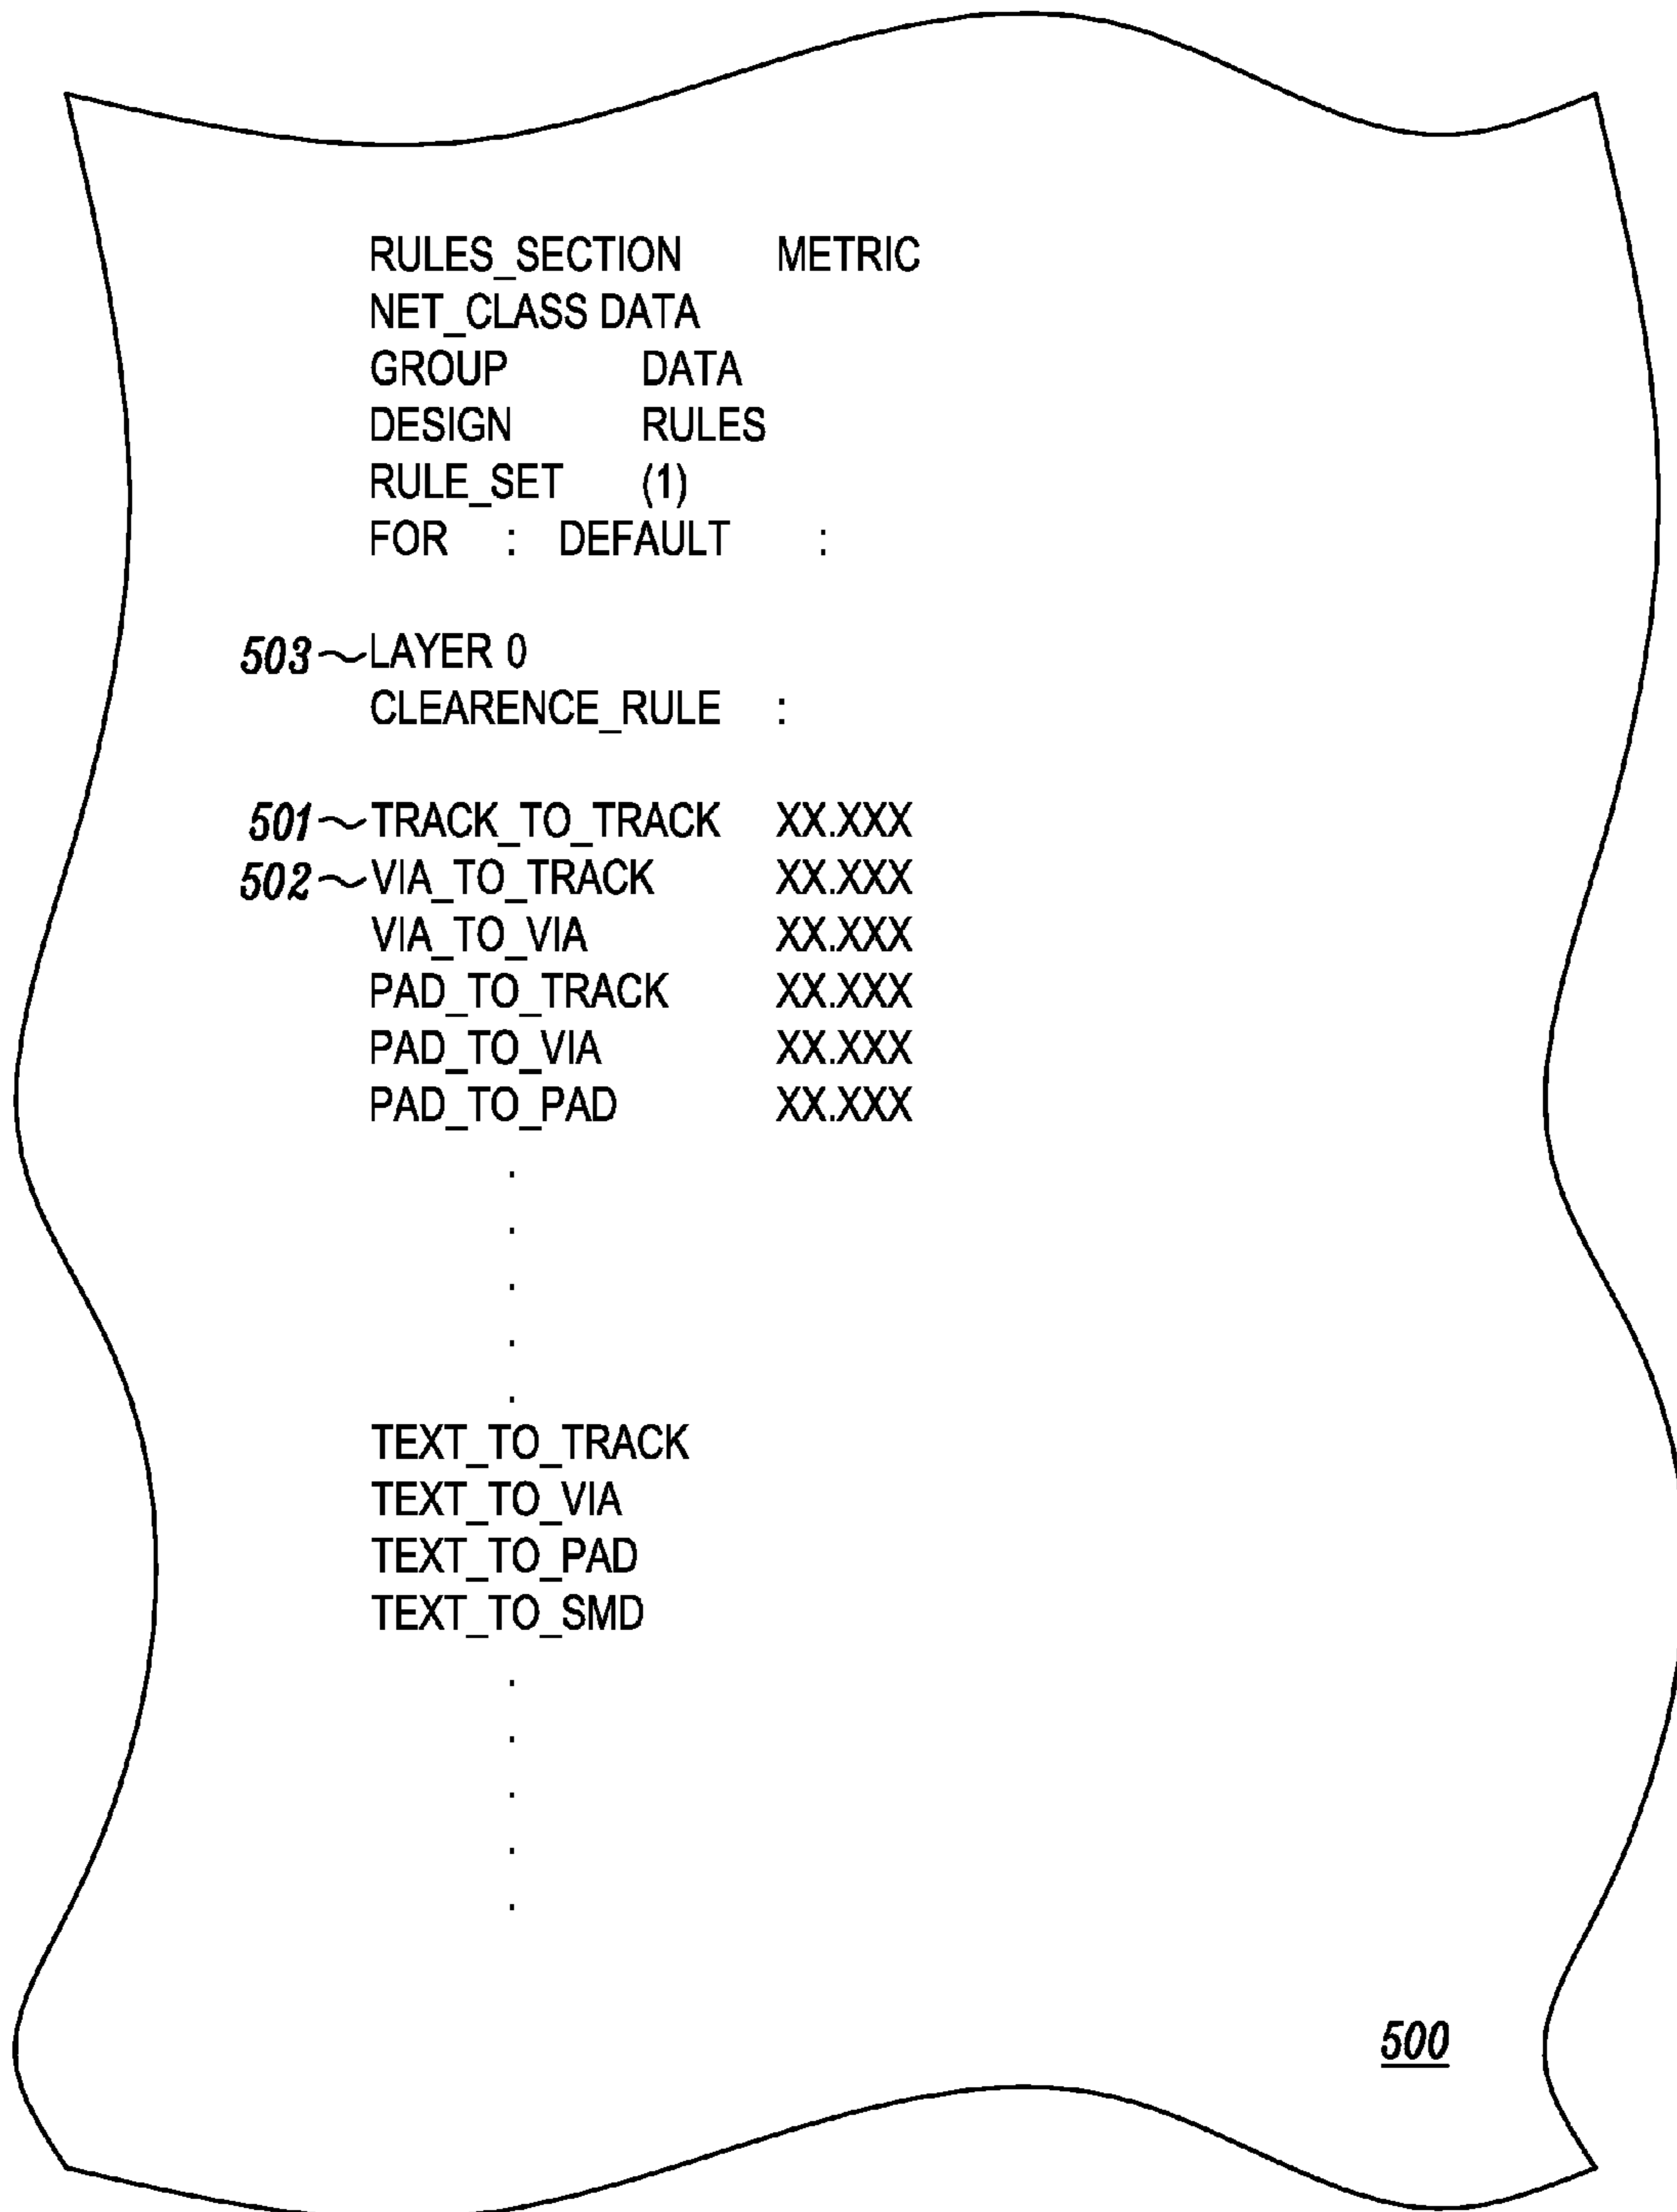 RULES_SECTION METRIC
NET_CLASS DATA
GROUP DATA
DESIGN RULES
RULE_SET (1)
FOR : DEFAULT :
503 LAYER 0
CLEARENCE_RULE :
501 TRACK_TO_TRACK XX.XXX
502 VIA_TO_TRACK XX.XXX
VIA_TO_VIA XX.XXX
PAD_TO_TRACK XX.XXX
PAD_TO_VIA XX.XXX
PAD_TO_PAD XX.XXX
.
.
.
.
.
TEXT_TO_TRACK
TEXT_TO_VIA
TEXT_TO_PAD
TEXT_TO_SMD
.
.
.
.
.
500